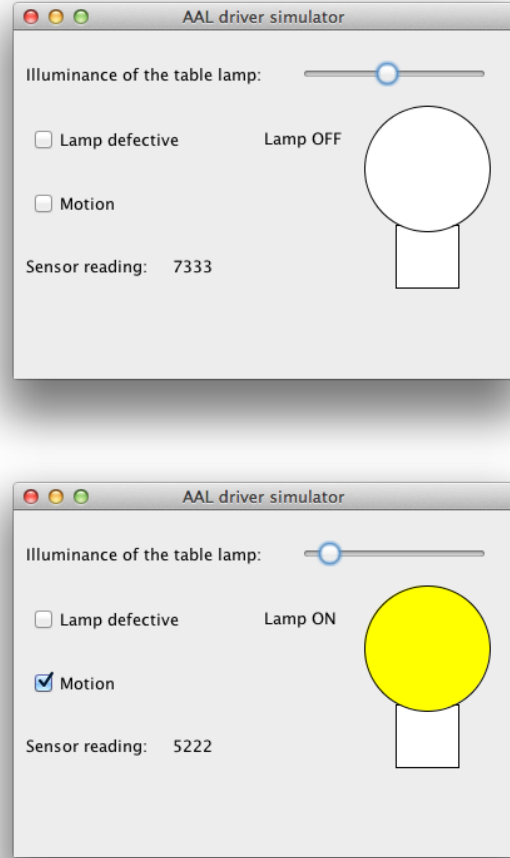 AAL driver simulator
Illuminance of the table lamp:
Lamp defective Lamp OFF
Motion
Sensor reading: 7333
AAL driver simulator
Illuminance of the table lamp:
Lamp defective Lamp ON
Motion
Sensor reading: 5222